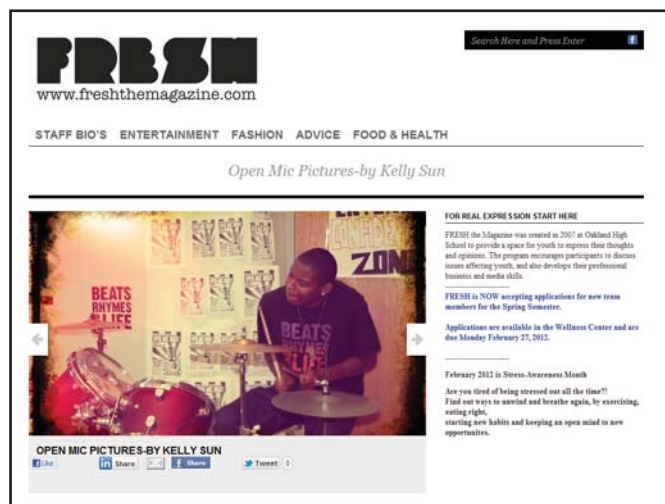 FRESH
www.freshthemagazine.com
Search Here and Press Enter
STAFF BIO'S ENTERTAINMENT FASHION ADVICE FOOD & HEALTH
Open Mic Pictures-by Kelly Sun
BEATS
RHYMES
LIFE
ZONE
BEATS
RHYMES
LIFE
OPEN MIC PICTURES-BY KELLY SUN
Like
in Share
f Share
Tweet 0
FOR REAL EXPRESSION START HERE
FRESH the Magazine was created in 2007 at Oakland High
School to provide a space for youth to express their thoughts
and opinions. The program encourages participants to discuss
issues affecting youth, and also develops their professional
business and media skills.
FRESH is NOW accepting applications for new team
members for the Spring Semester.
Applications are available in the Wellness Center and are
due Monday February 27, 2012.
February 2012 is Stress-Awareness Month
Are you tired of being stressed out all the time?!
Find out ways to unwind and breathe again, by exercising,
eating right,
starting new habits and keeping an open mind to new
opportunites.